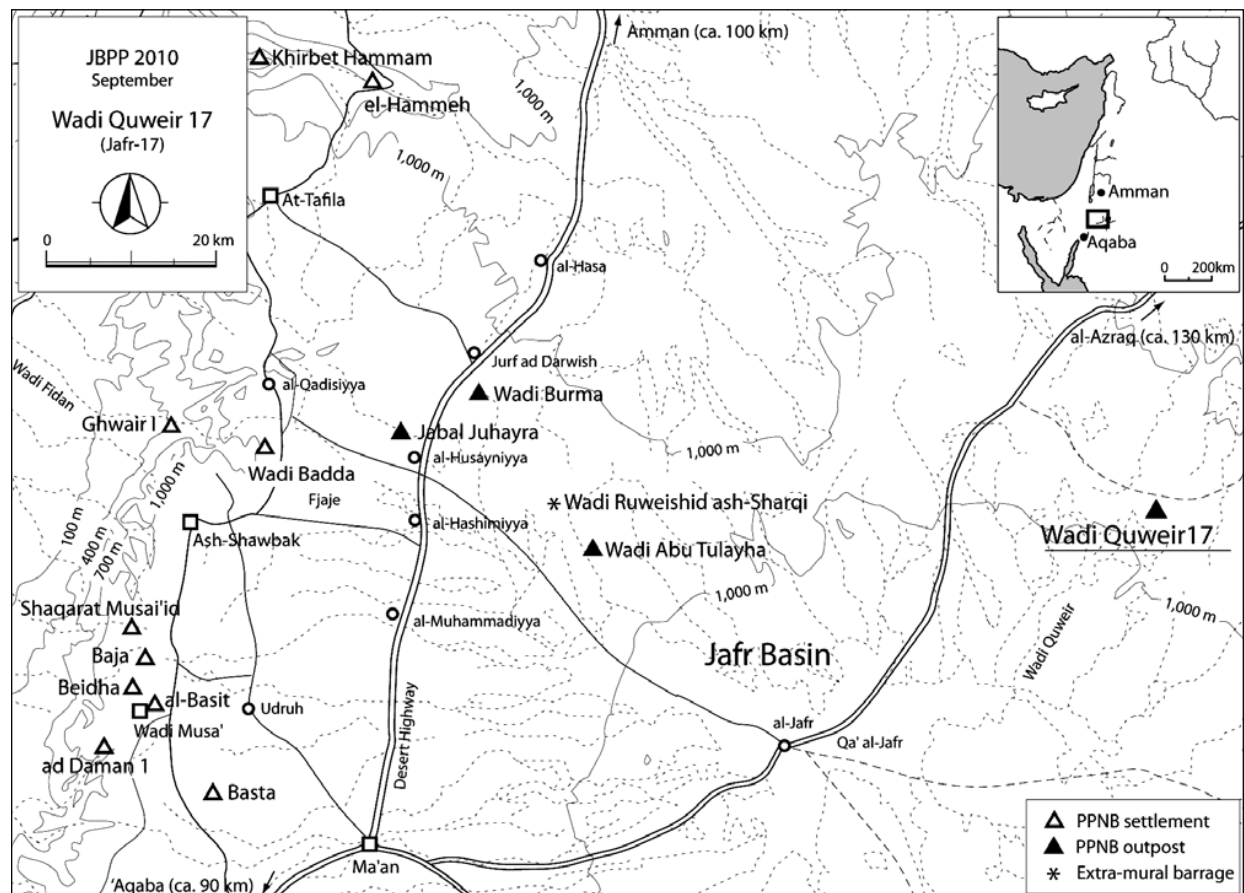 JBPP 2010
September
Wadi Quweir 17
(Jafr-17)
0 20 km
Khirbet Hammam
el-Hammeh
1,000 m
Amman (ca. 100 km)
1,000 m
At-Tafila
al-Hasa
Amman
Aqaba
0 200km
al-Azraq (ca. 130 km)
Jurf ad Darwish
Wadi Fidan
al-Qadisiyya
Wadi Burma
Ghwair I
Jabal Juhayra
Wadi Badda
al-Husayniyya
1,000 m
Fjaje
1,000 m
100 m
400 m
700 m
Wadi Ruweishid ash-Sharqi
Ash-Shawbak
al-Hashimiyya
Wadi Quweir17
Wadi Abu Tulayha
1,000 m
1,000 m
Shaqarat Musai'id
al-Muhammadiyya
Wadi Quweir
Baja
Jafr Basin
Beidha
al-Basit
Udruh
Wadi Musa'
Desert Highway
al-Jafr
Qa' al-Jafr
ad Daman 1
Basta
Ma'an
'Aqaba (ca. 90 km)
PPNB settlement
PPNB outpost
Extra-mural barrage